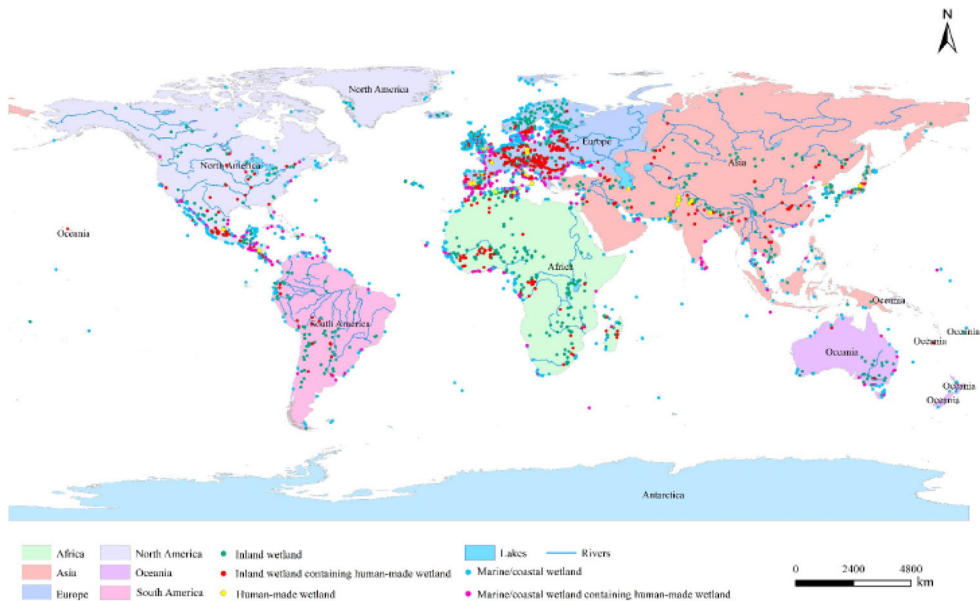 N
North America
North America
Europe
Asia
Oceania
Africa
Oceania
South America
Oceania
Oceania
Oceania
Oceania
Oceania
Antarctica
Africa
North America
Inland wetland
Lakes
Rivers
Asia
Oceania
Inland wetland containing human-made wetland
Marine/coastal wetland
0 2400 4800
km
Europe
South America
Human-made wetland
Marine/coastal wetland containing human-made wetland